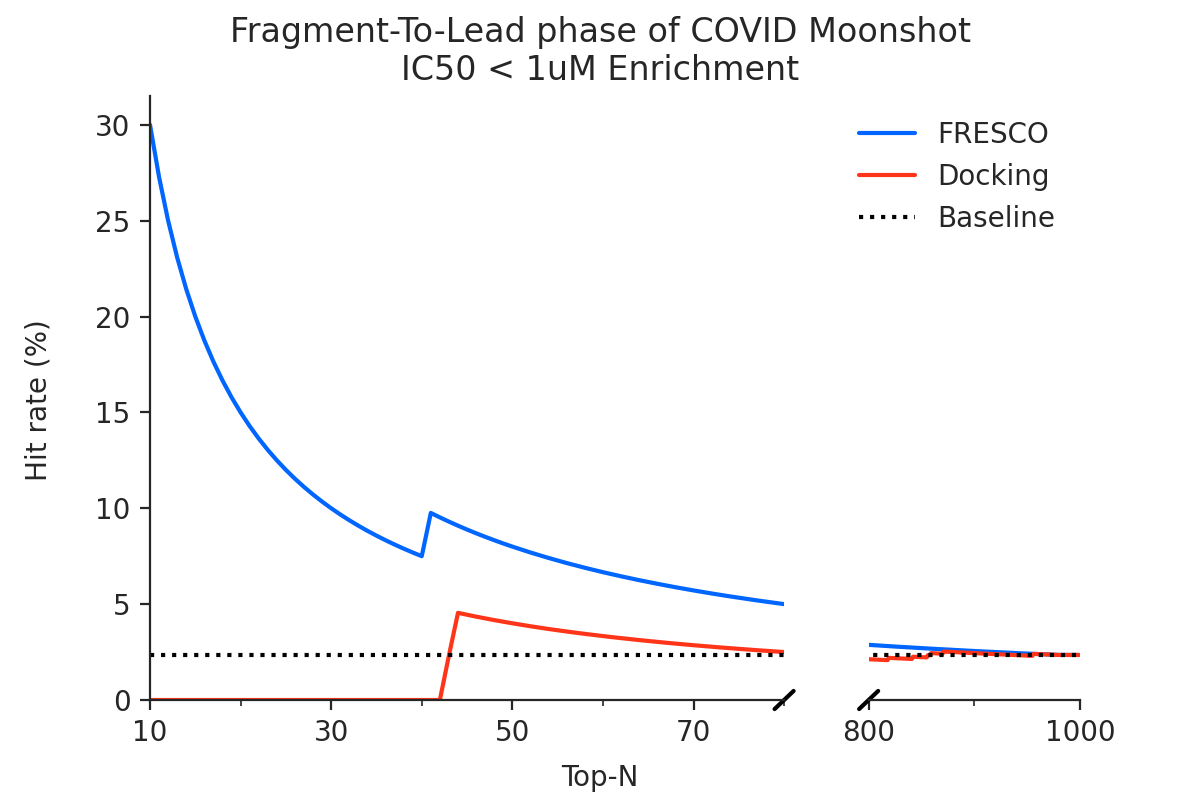 Fragment-To-Lead phase of COVID Moonshot
IC50 < 1uM Enrichment
FRESCO
Docking
Baseline
Hit rate (%)
30
25
20
15
10
5
0
10 30 50 70 800 1000
Top-N